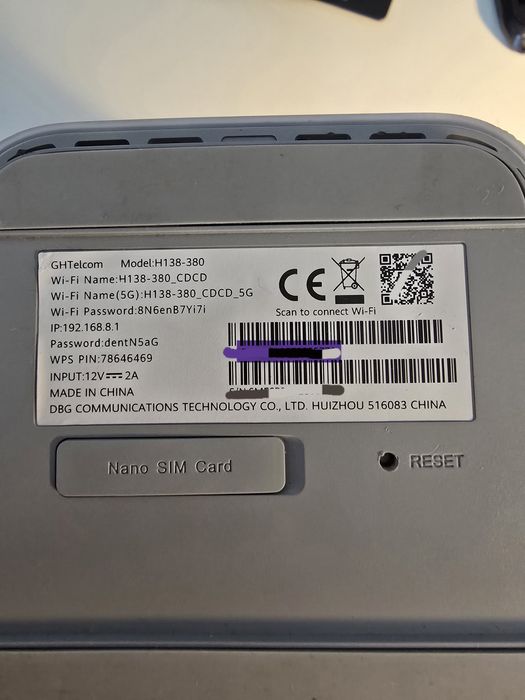 GHTelcom Model:H138-380
Wi-Fi Name:H138-380_CDCD
Wi-Fi Name(5G):H138-380_CDCD_5G
Wi-Fi Password:8N6enB7Yi7i
Scan to connect Wi-Fi
IP:192.168.8.1
Password:dentN5aG
WPS PIN:78646469
INPUT:12V⎓2A
MADE IN CHINA
DBG COMMUNICATIONS TECHNOLOGY CO., LTD. HUIZHOU 516083 CHINA
CE
Nano SIM Card
RESET